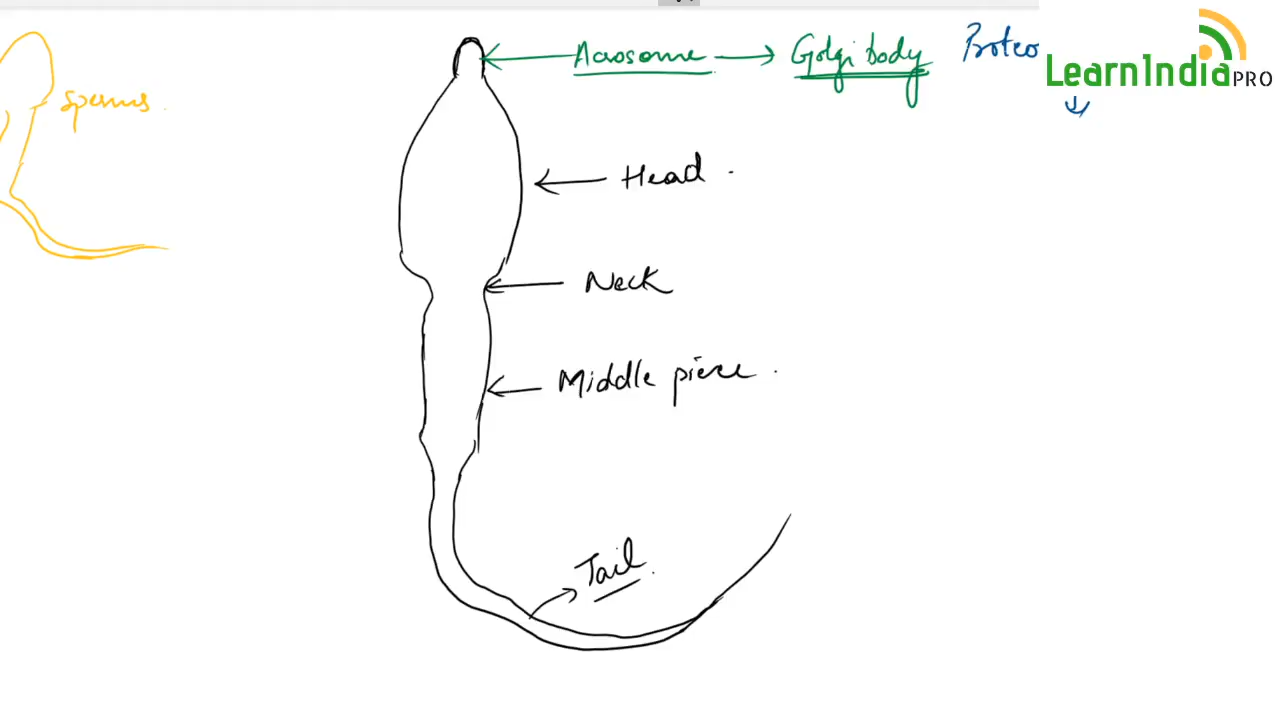 Acrosome → Golgi body Proteo
LearnIndia PRO
sperms
Head
Neck
Middle piece
Tail